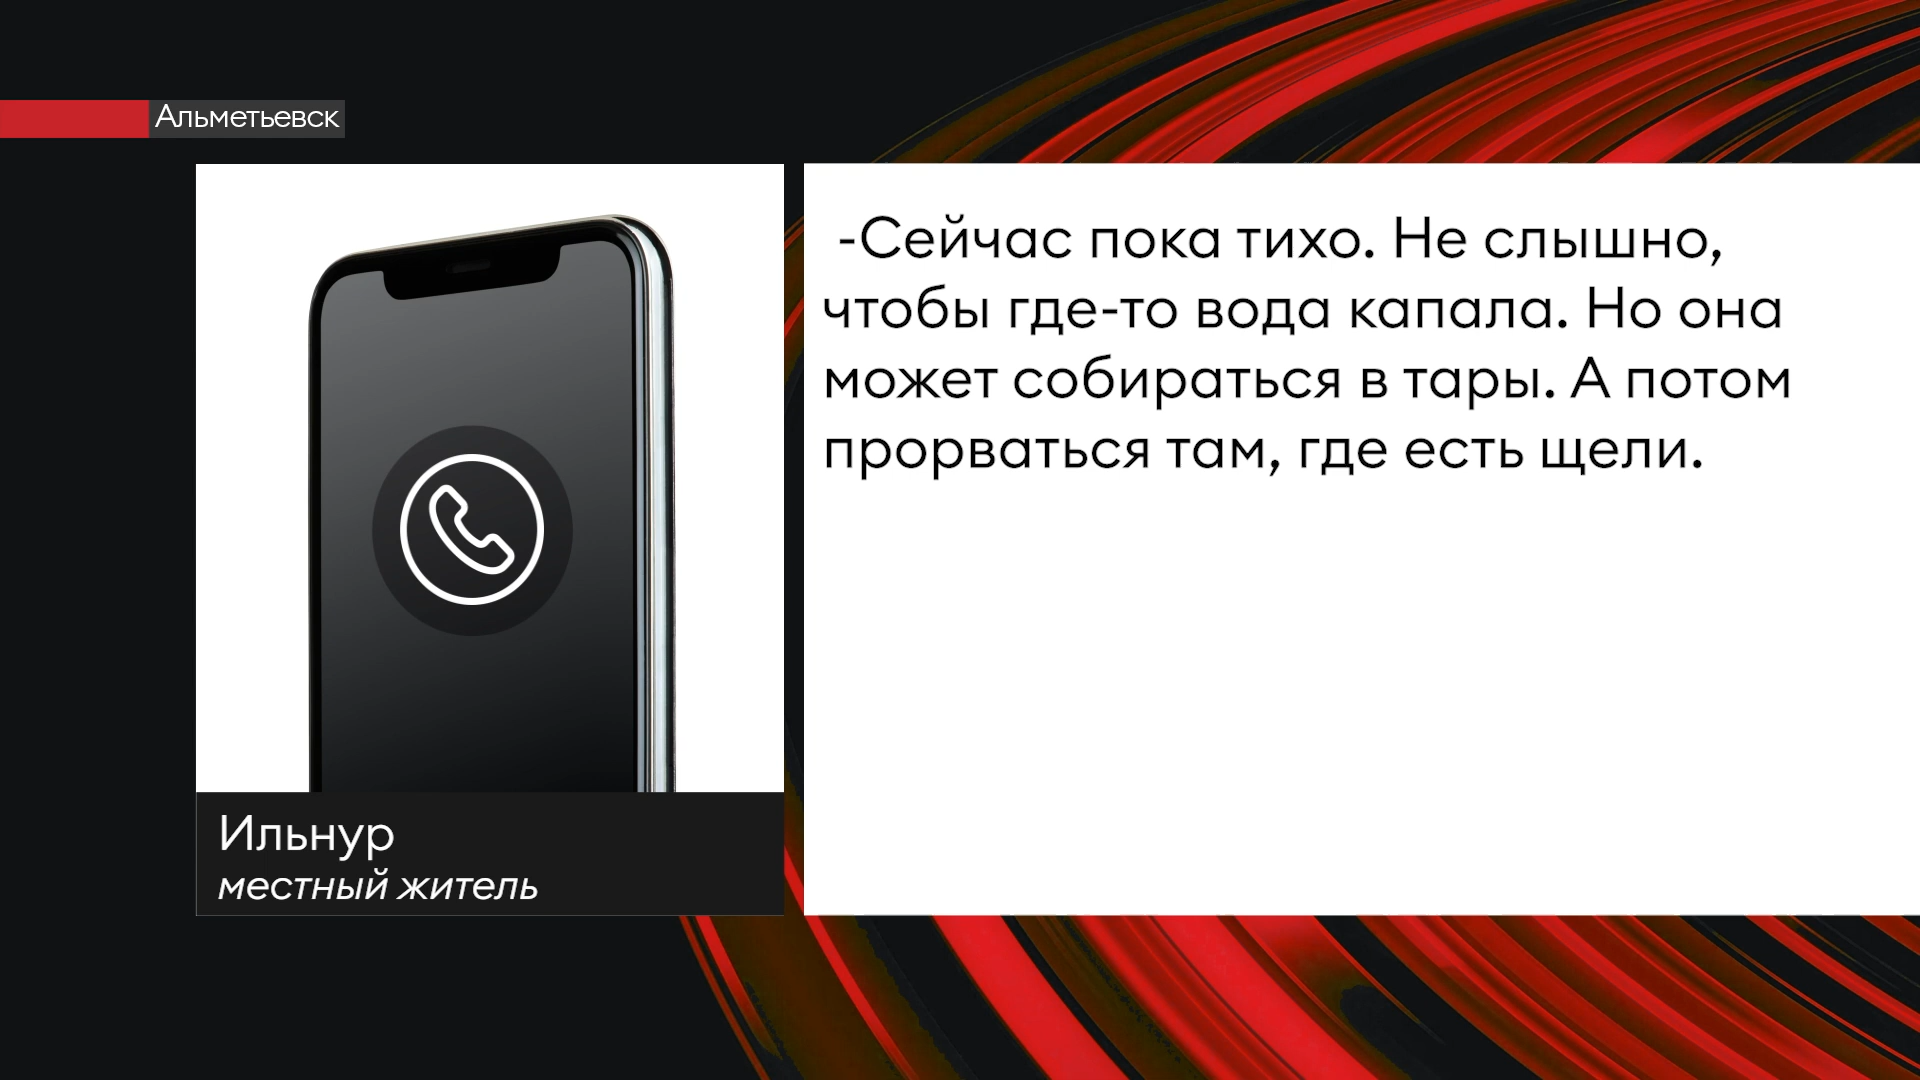 Альметьевск
-Сейчас пока тихо. Не слышно,
чтобы где-то вода капала. Но она
может собираться в тары. А потом
прорваться там, где есть щели.
Ильнур
местный житель